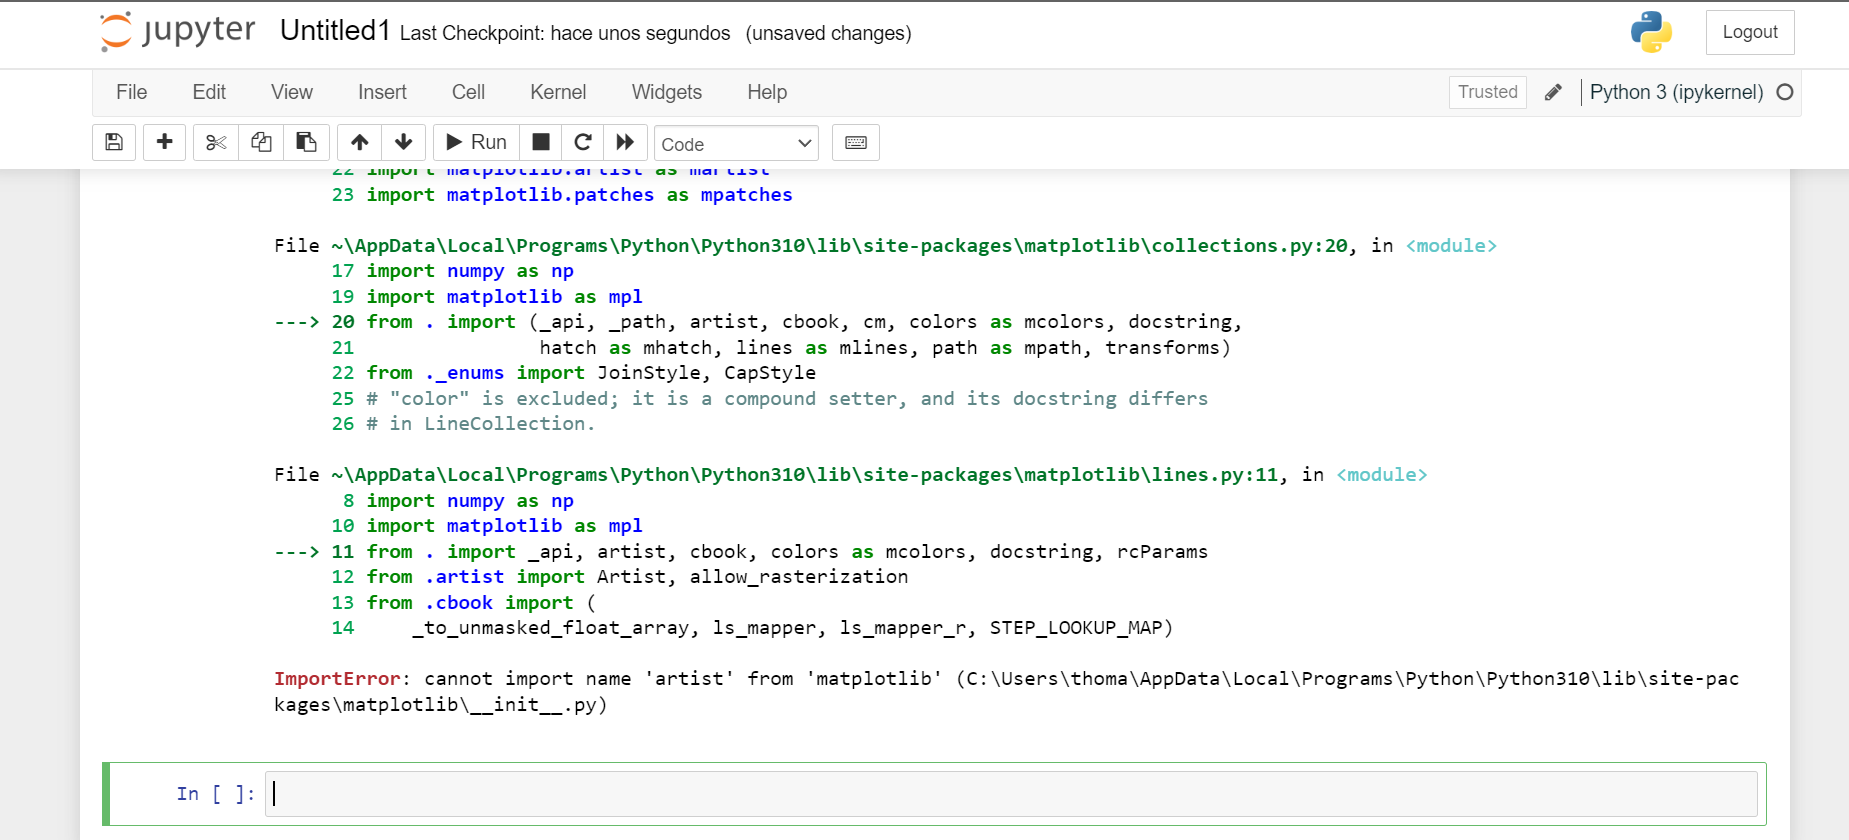 jupyter Untitled1 Last Checkpoint: hace unos segundos (unsaved changes) Logout
File Edit View Insert Cell Kernel Widgets Help Trusted Python 3 (ipykernel)
Run Code
22 import matplotlib.artist as martist
23 import matplotlib.patches as mpatches
File ~\AppData\Local\Programs\Python\Python310\lib\site-packages\matplotlib\collections.py:20, in <module>
17 import numpy as np
19 import matplotlib as mpl
---> 20 from . import (_api, _path, artist, cbook, cm, colors as mcolors, docstring,
21 hatch as mhatch, lines as mlines, path as mpath, transforms)
22 from ._enums import JoinStyle, CapStyle
25 # "color" is excluded; it is a compound setter, and its docstring differs
26 # in LineCollection.
File ~\AppData\Local\Programs\Python\Python310\lib\site-packages\matplotlib\lines.py:11, in <module>
8 import numpy as np
10 import matplotlib as mpl
---> 11 from . import _api, artist, cbook, colors as mcolors, docstring, rcParams
12 from .artist import Artist, allow_rasterization
13 from .cbook import (
14 _to_unmasked_float_array, ls_mapper, ls_mapper_r, STEP_LOOKUP_MAP)
ImportError: cannot import name 'artist' from 'matplotlib' (C:\Users\thoma\AppData\Local\Programs\Python\Python310\lib\site-pac
kages\matplotlib\__init__.py)
In [ ]: